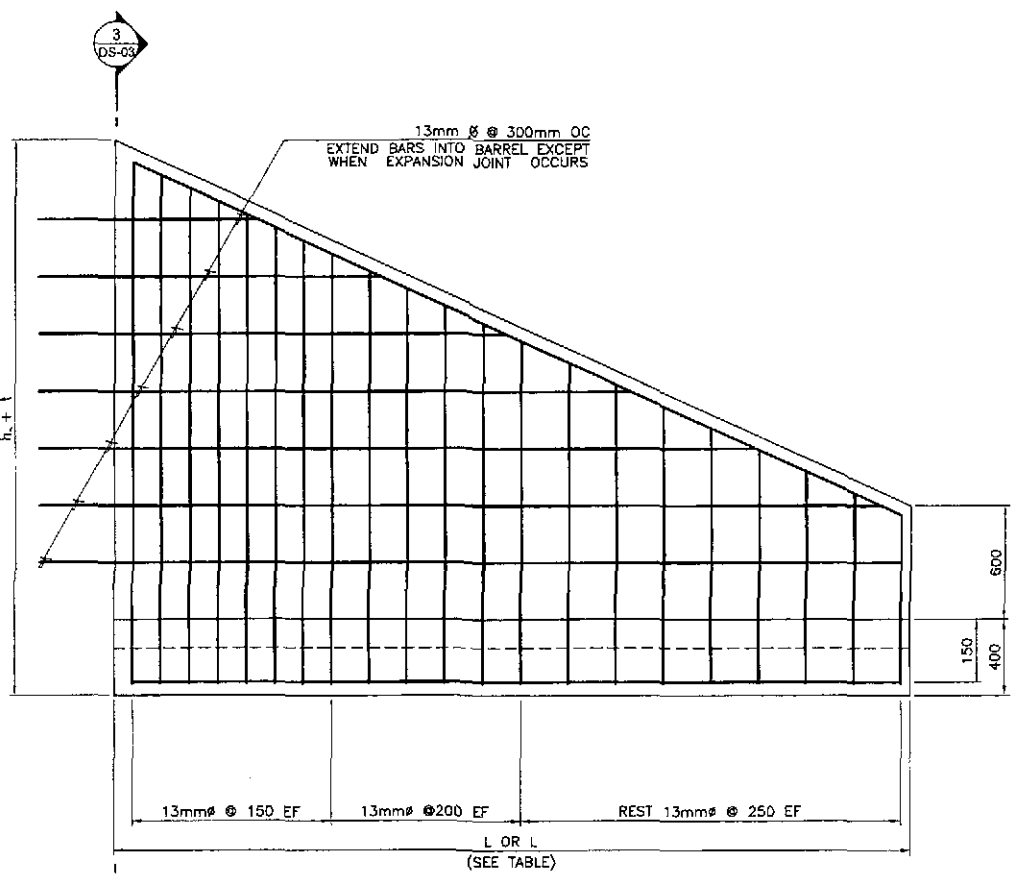 3
DS-03
13mm Ø @ 300mm OC
EXTEND BARS INTO BARREL EXCEPT
WHEN EXPANSION JOINT OCCURS
600
150
400
13mmø @ 150 EF
13mmø @200 EF
REST 13mmø @ 250 EF
L OR L
(SEE TABLE)